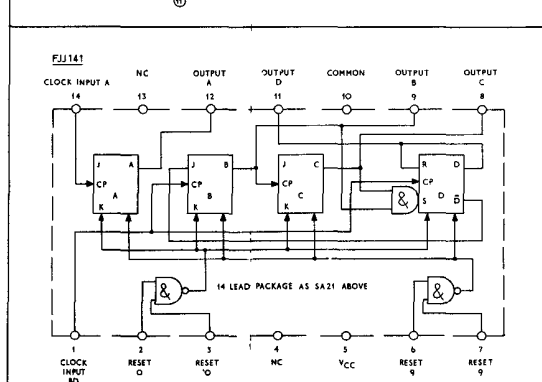 11
FJJ141
CLOCK INPUT A NC OUTPUT A OUTPUT D COMMON OUTPUT B OUTPUT C
14 13 12 11 10 9 8
J A J B J C R D
CP CP CP CP
A B C & S D D̅
K K K
& 14 LEAD PACKAGE AS SA21 ABOVE &
1 2 3 4 5 6 7
CLOCK INPUT BD RESET 0 RESET '0 NC VCC RESET 9 RESET 9